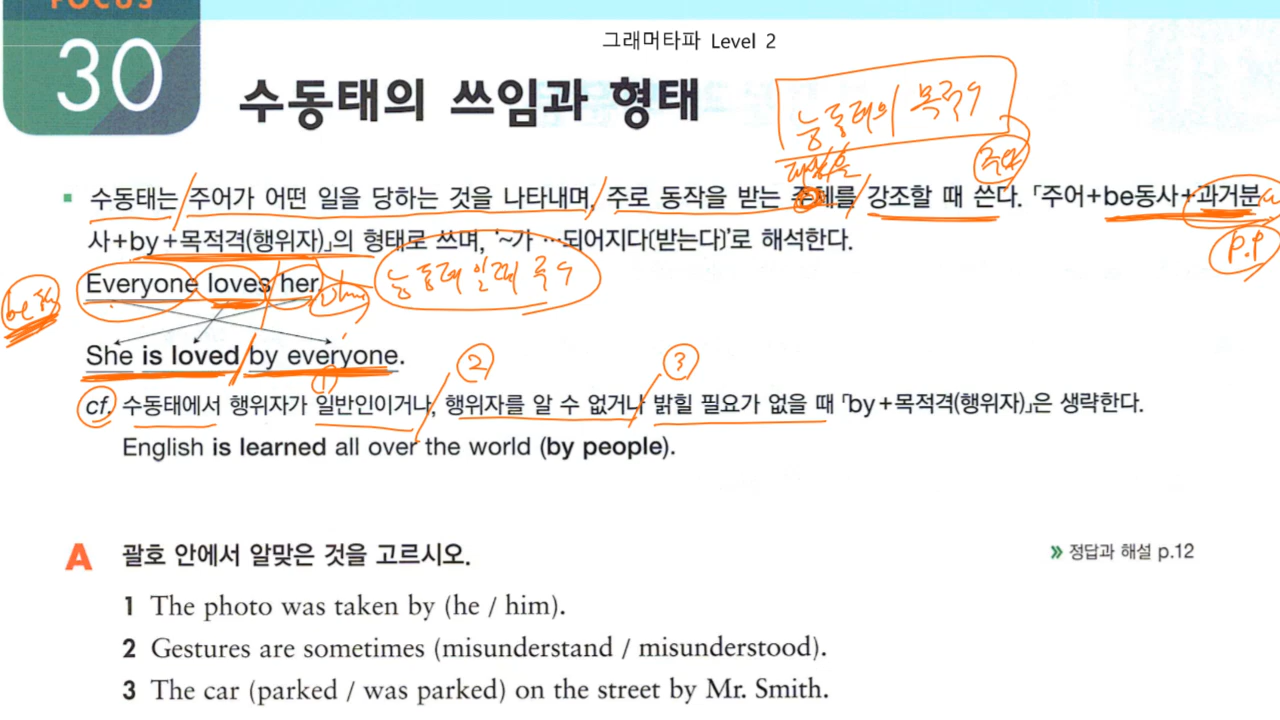 FOCUS
30
그래머타파 Level 2
수동태의 쓰임과 형태
능동태의 목적어
대상을
주어
수동태는 주어가 어떤 일을 당하는 것을 나타내며, 주로 동작을 받는 주체를 강조할 때 쓴다. 「주어+be동사+과거분
사+by+목적격(행위자)」의 형태로 쓰며, '~가 …되어지다(받는다)'로 해석한다.
p.p
Everyone loves her.
능동태일때 주어
She is loved by everyone.
① ② ③
cf. 수동태에서 행위자가 일반인이거나, 행위자를 알 수 없거나 밝힐 필요가 없을 때 「by+목적격(행위자)」은 생략한다.
English is learned all over the world (by people).
A 괄호 안에서 알맞은 것을 고르시오.
» 정답과 해설 p.12
1 The photo was taken by (he / him).
2 Gestures are sometimes (misunderstand / misunderstood).
3 The car (parked / was parked) on the street by Mr. Smith.